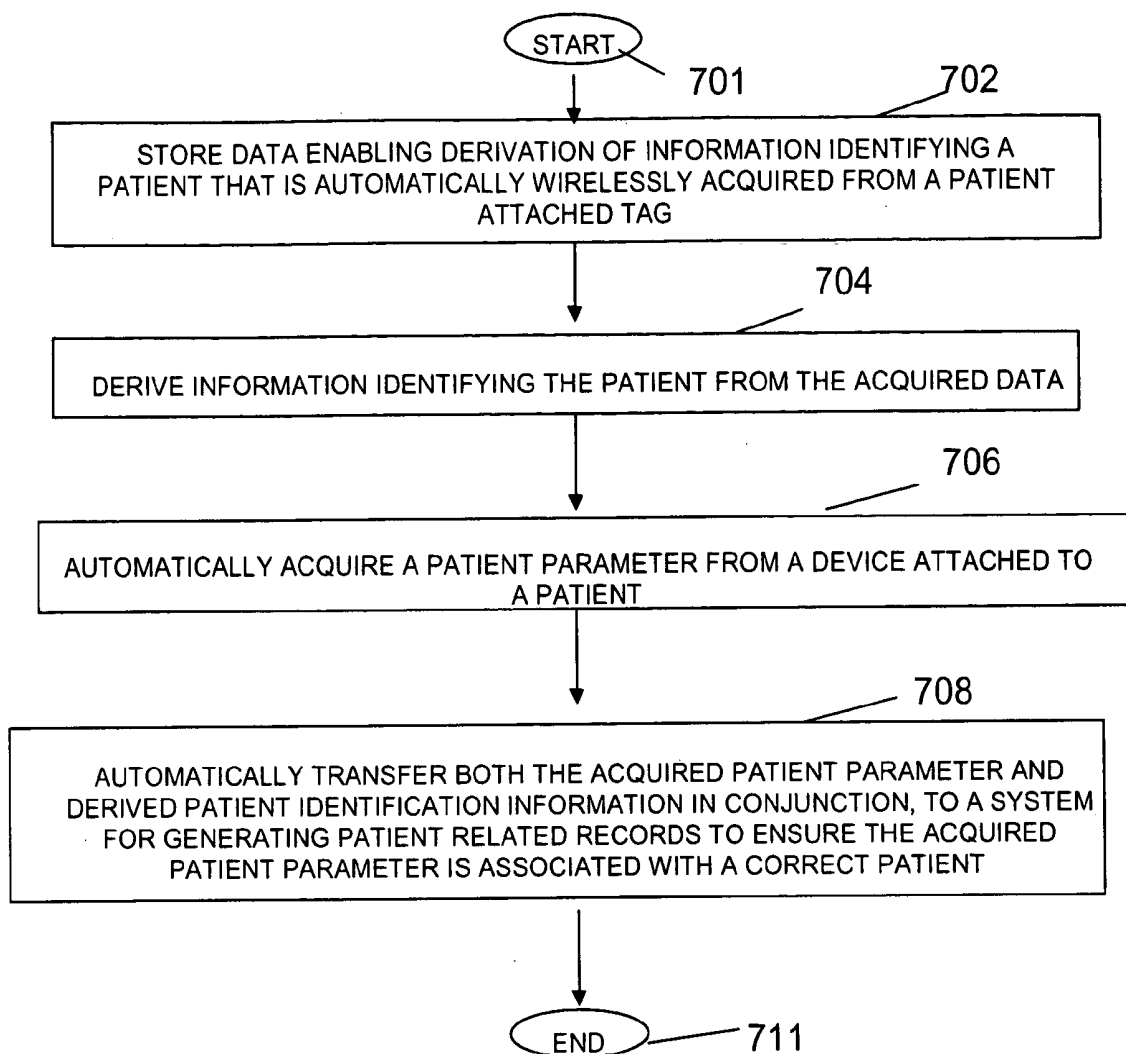 START
701
702
STORE DATA ENABLING DERIVATION OF INFORMATION IDENTIFYING A
PATIENT THAT IS AUTOMATICALLY WIRELESSLY ACQUIRED FROM A PATIENT
ATTACHED TAG
704
DERIVE INFORMATION IDENTIFYING THE PATIENT FROM THE ACQUIRED DATA
706
AUTOMATICALLY ACQUIRE A PATIENT PARAMETER FROM A DEVICE ATTACHED TO
A PATIENT
708
AUTOMATICALLY TRANSFER BOTH THE ACQUIRED PATIENT PARAMETER AND
DERIVED PATIENT IDENTIFICATION INFORMATION IN CONJUNCTION, TO A SYSTEM
FOR GENERATING PATIENT RELATED RECORDS TO ENSURE THE ACQUIRED
PATIENT PARAMETER IS ASSOCIATED WITH A CORRECT PATIENT
END
711